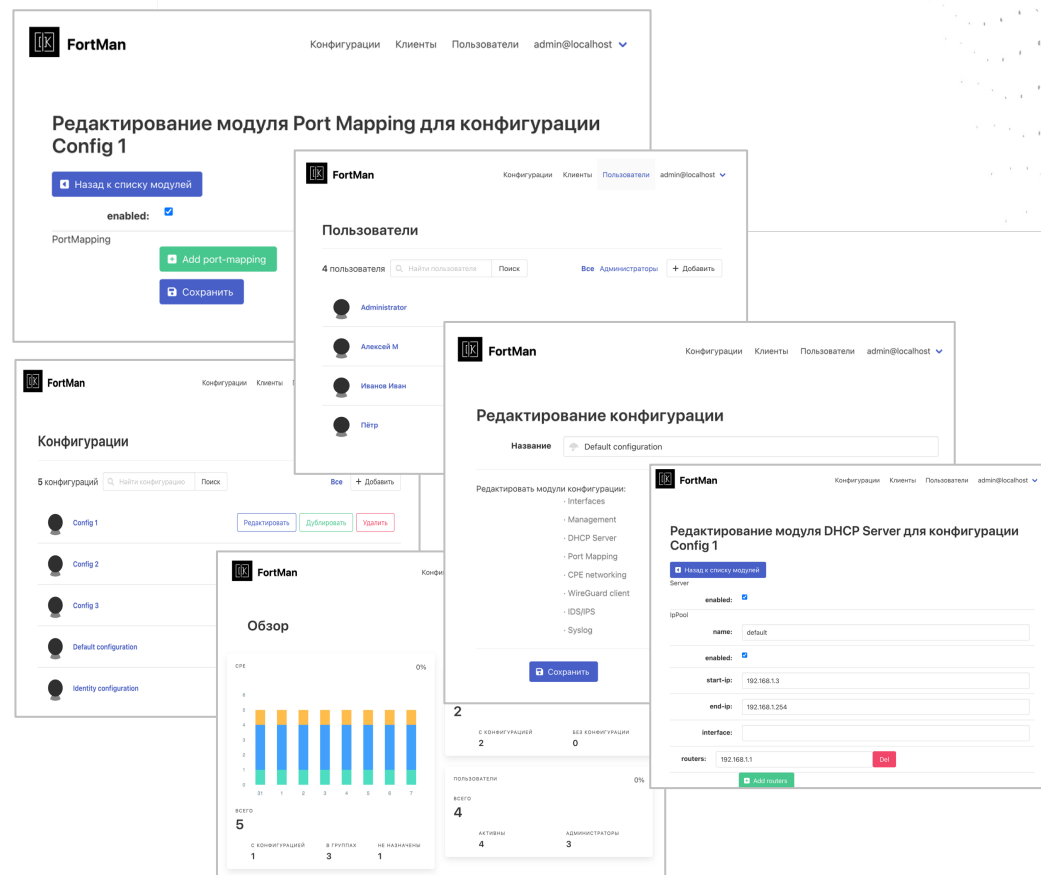 FortMan
Конфигурации Клиенты Пользователи admin@localhost
Редактирование модуля Port Mapping для конфигурации
Config 1
Назад к списку модулей
enabled:
PortMapping
Add port-mapping
Сохранить
FortMan
Конфигурации Клиенты Пользователи admin@localhost
Пользователи
4 пользователя Найти пользователя Поиск Все Администраторы + Добавить
Administrator
Алексей М
Иванов Иван
Пётр
FortMan
Конфигурации Клиенты
Конфигурации
5 конфигураций Найти конфигурацию Поиск Все + Добавить
Config 1 Редактировать Дублировать Удалить
Config 2
Config 3
Default configuration
Identity configuration
FortMan
Конфигурации Клиенты Пользователи admin@localhost
Редактирование конфигурации
Название Default configuration
Редактировать модули конфигурации:
· Interfaces
· Management
· DHCP Server
· Port Mapping
· CPE networking
· WireGuard client
· IDS/IPS
· Syslog
Сохранить
FortMan
Конфигурации Клиенты Пользователи admin@localhost
Редактирование модуля DHCP Server для конфигурации
Config 1
Назад к списку модулей
Server
enabled:
IpPool
name: default
enabled:
start-ip: 192.168.1.3
end-ip: 192.168.1.254
interface:
routers: 192.168.1.1 Del
Add routers
FortMan
Обзор
CPE 0%
6
5
4
3
2
1
0
31 1 2 3 4 5 6 7
ВСЕГО
5
С КОНФИГУРАЦИЕЙ В ГРУППАХ НЕ НАЗНАЧЕНЫ
1 3 1
2
С КОНФИГУРАЦИЕЙ БЕЗ КОНФИГУРАЦИИ
2 0
ПОЛЬЗОВАТЕЛИ 0%
ВСЕГО
4
АКТИВНЫ АДМИНИСТРАТОРЫ
4 3